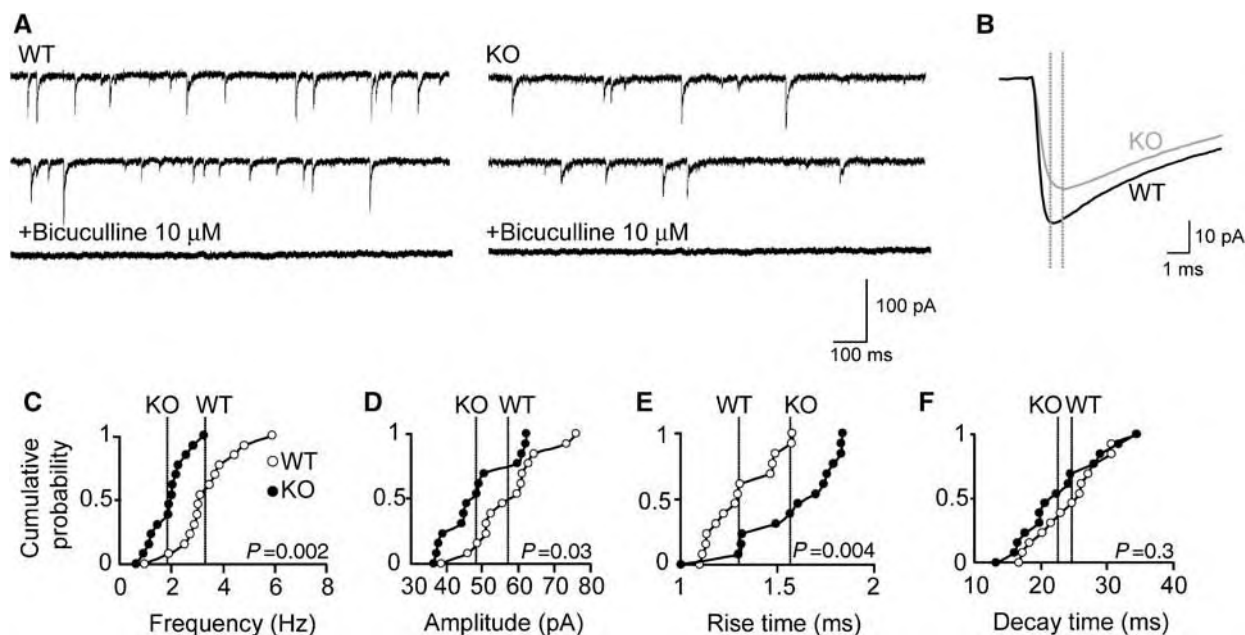 A
WT
KO
+Bicuculline 10 μM
+Bicuculline 10 μM
100 pA
100 ms
B
KO
WT
10 pA
1 ms
C
KO
WT
Cumulative
probability
1
0.5
0
WT
KO
P=0.002
0
2
4
6
8
Frequency (Hz)
D
KO
WT
1
0.5
0
P=0.03
40
50
60
70
80
Amplitude (pA)
E
WT
KO
1
0.5
0
P=0.004
1
1.5
2
Rise time (ms)
F
KO
WT
1
0.5
0
P=0.3
10
20
30
40
Decay time (ms)